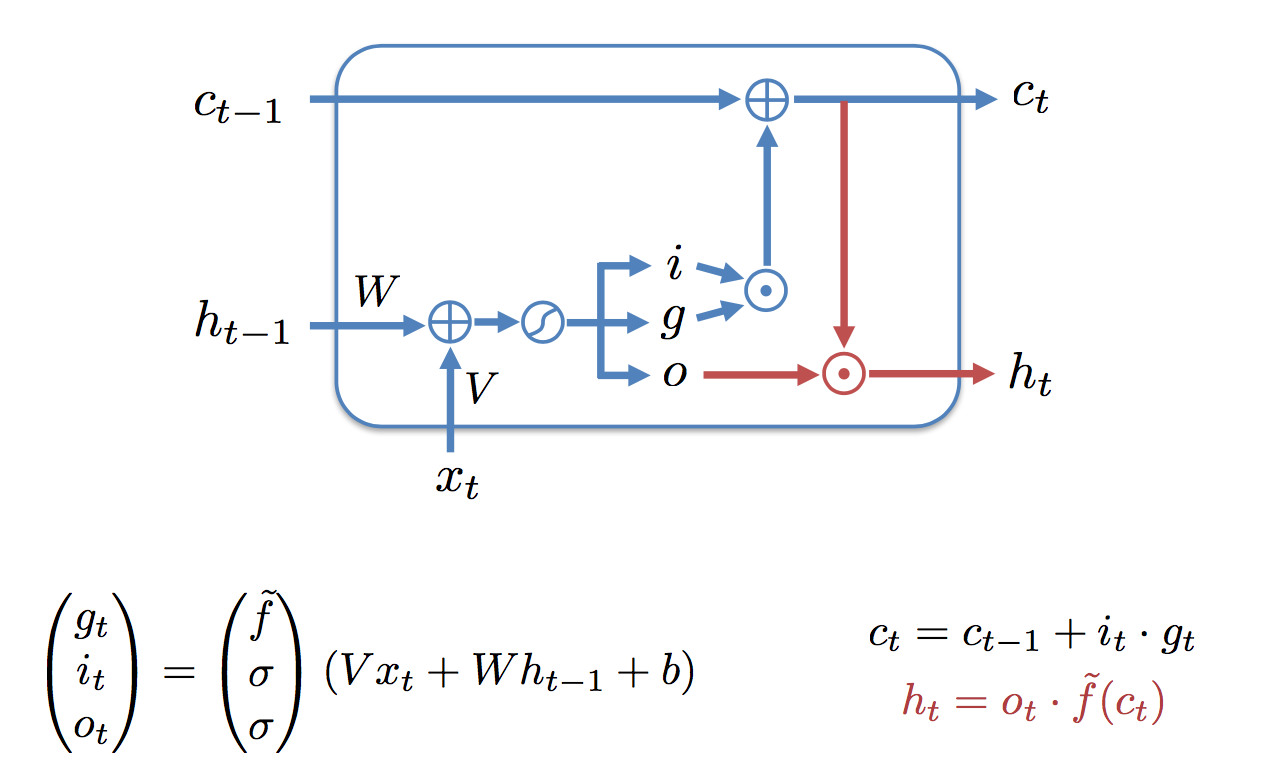 c_{t-1}
c_t
W
h_{t-1}
V
x_t
i
g
o
h_t
\begin{pmatrix} g_t \\ i_t \\ o_t \end{pmatrix} = \begin{pmatrix} \tilde{f} \\ \sigma \\ \sigma \end{pmatrix} (Vx_t + Wh_{t-1} + b)
c_t = c_{t-1} + i_t \cdot g_t
h_t = o_t \cdot \tilde{f}(c_t)